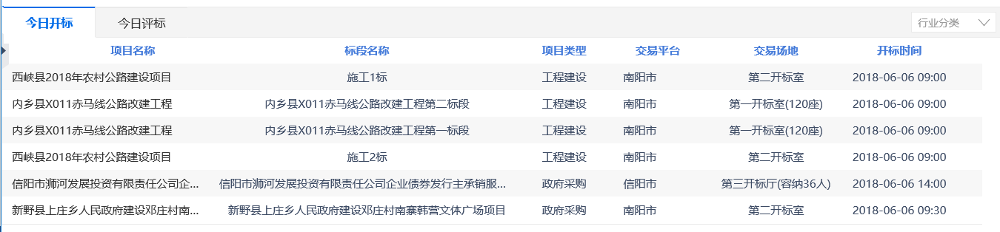 今日开标 今日评标 行业分类
项目名称 标段名称 项目类型 交易平台 交易场地 开标时间
西峡县2018年农村公路建设项目 施工1标 工程建设 南阳市 第二开标室 2018-06-06 09:00
内乡县X011赤马线公路改建工程 内乡县X011赤马线公路改建工程第二标段 工程建设 南阳市 第一开标室(120座) 2018-06-06 09:00
内乡县X011赤马线公路改建工程 内乡县X011赤马线公路改建工程第一标段 工程建设 南阳市 第一开标室(120座) 2018-06-06 09:00
西峡县2018年农村公路建设项目 施工2标 工程建设 南阳市 第二开标室 2018-06-06 09:00
信阳市浉河发展投资有限责任公司企... 信阳市浉河发展投资有限责任公司企业债券发行主承销服... 政府采购 信阳市 第三开标厅(容纳36人) 2018-06-06 14:00
新野县上庄乡人民政府建设邓庄村南... 新野县上庄乡人民政府建设邓庄村南寨韩营文体广场项目 政府采购 南阳市 第二开标室 2018-06-06 09:30